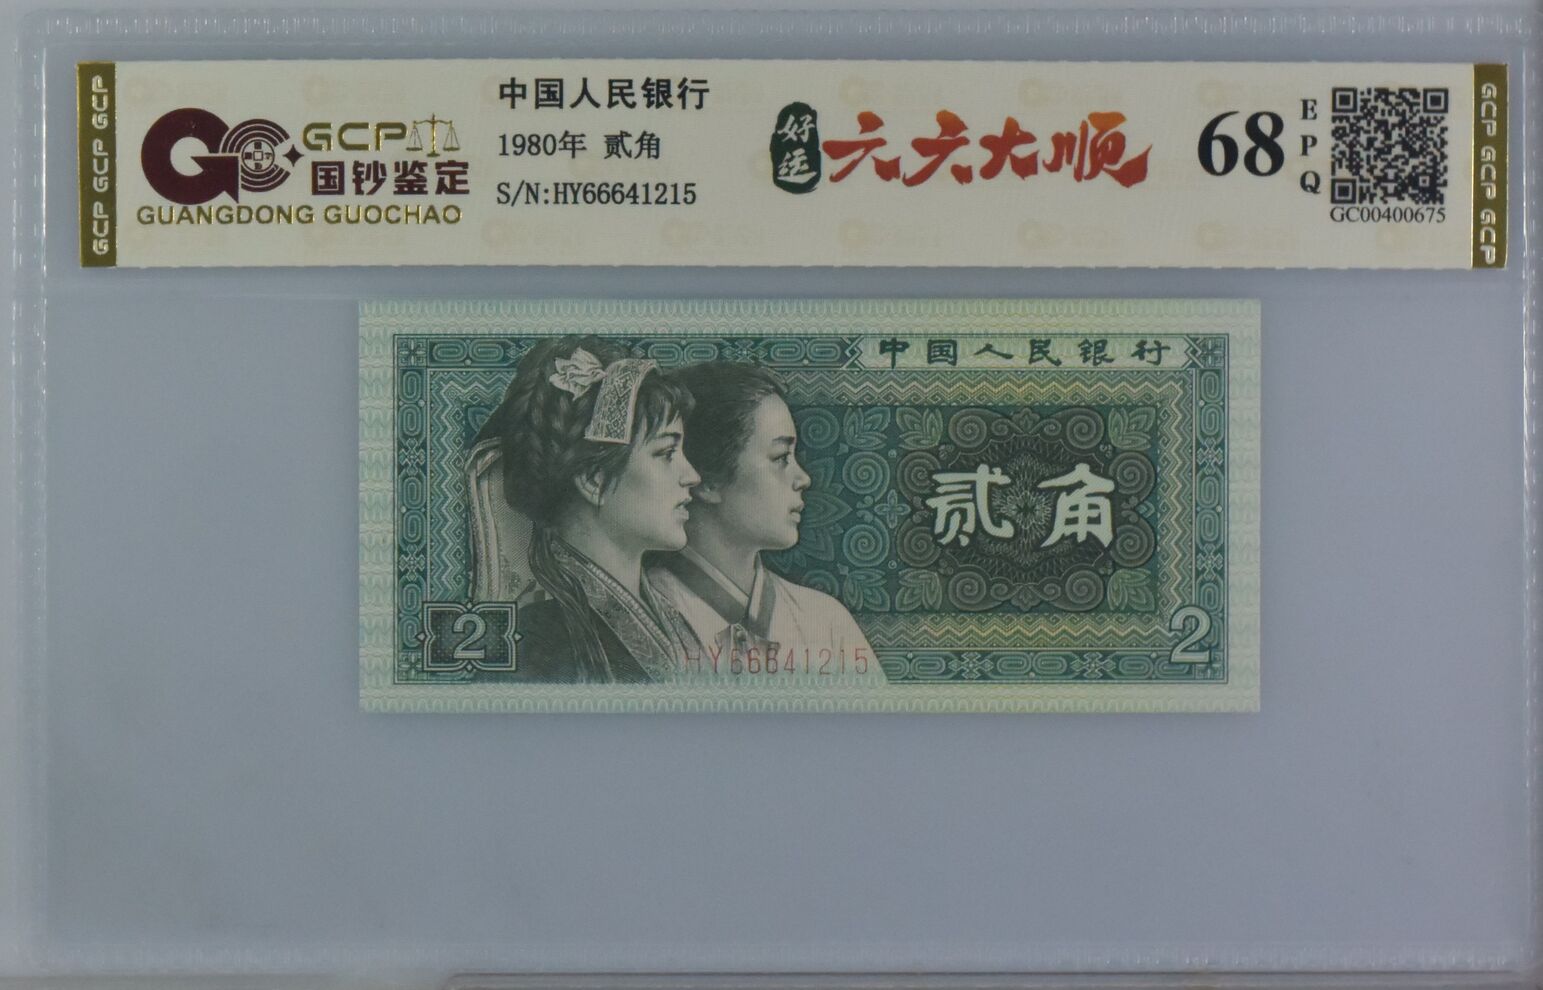 GCP GCP GCP
GCP
国钞鉴定
GUANGDONG GUOCHAO
中国人民银行
1980年 贰角
S/N:HY66641215
好运
六六大顺
68
EPQ
GC00400675
GCP GCP GCP
中国人民银行
贰角
2
2
HY66641215